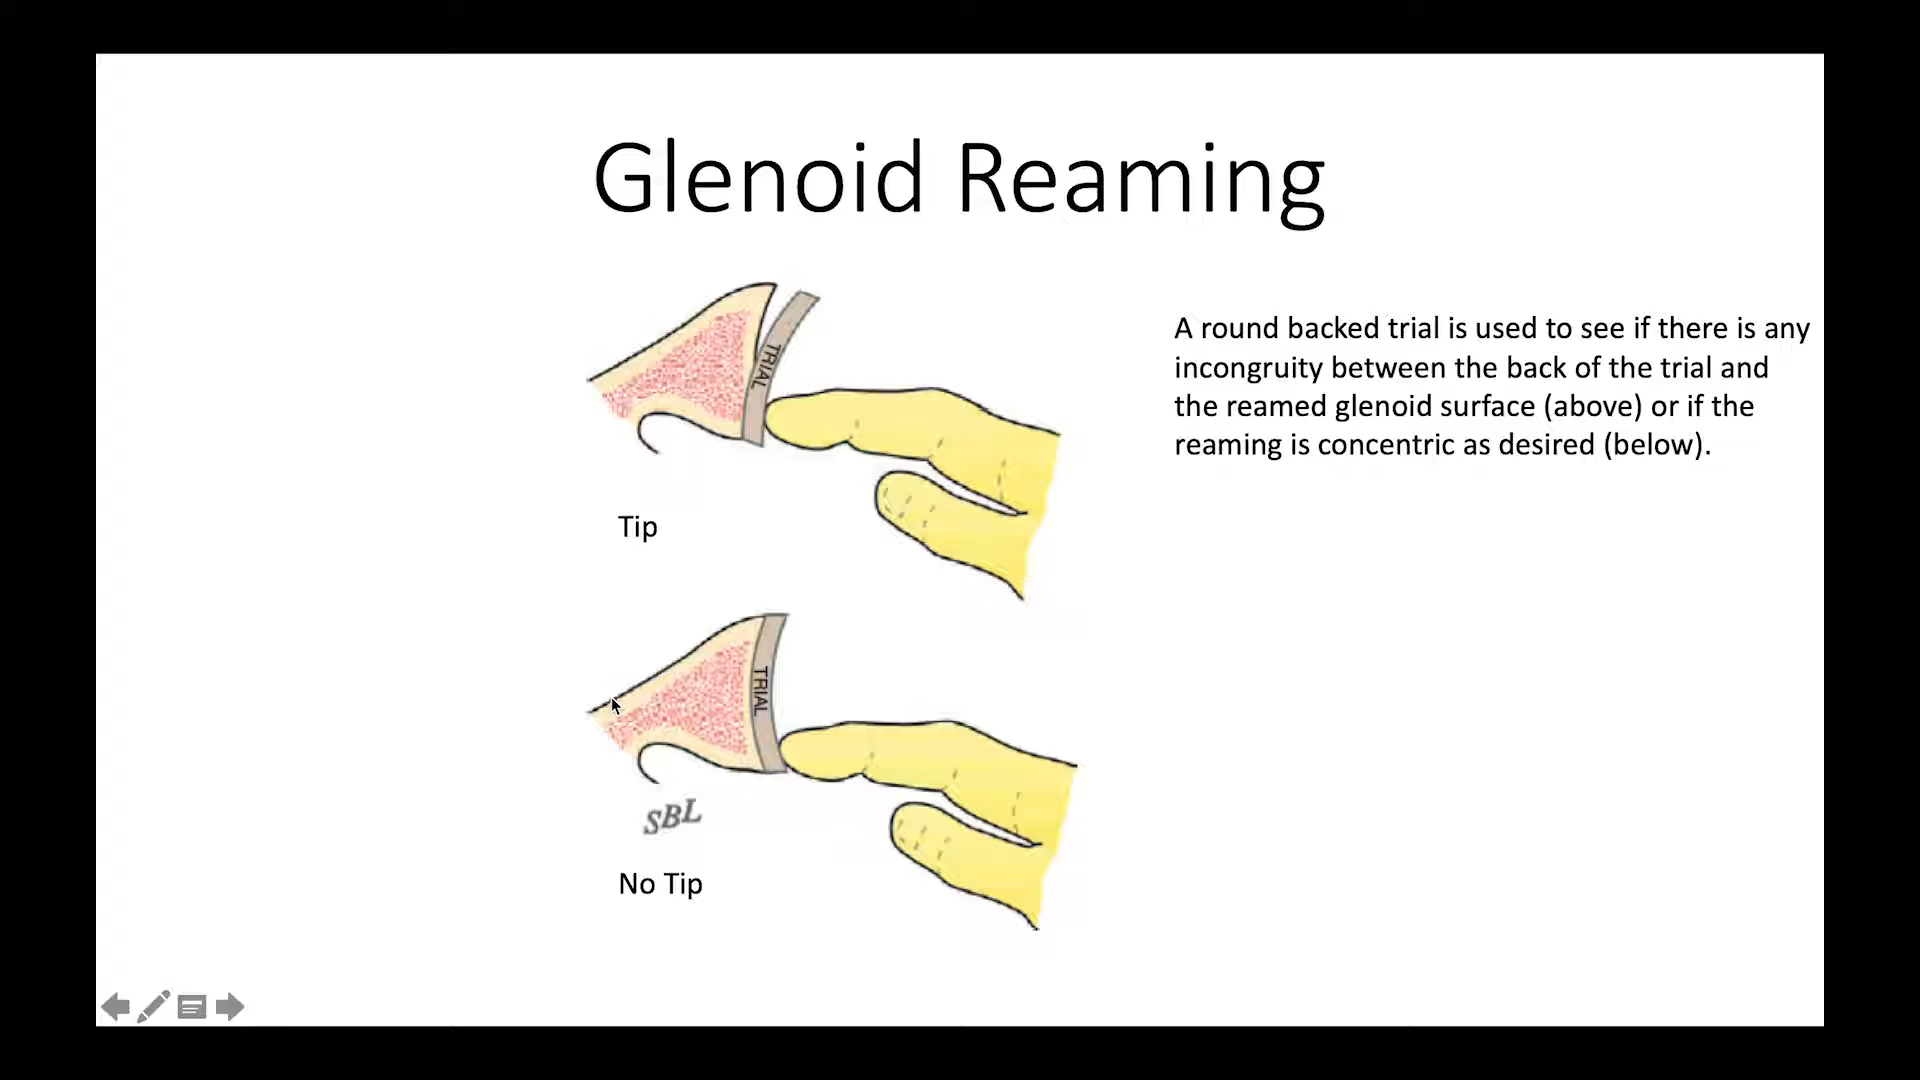 Glenoid Reaming
TRIAL
A round backed trial is used to see if there is any
incongruity between the back of the trial and
the reamed glenoid surface (above) or if the
reaming is concentric as desired (below).
Tip
TRIAL
SBL
No Tip